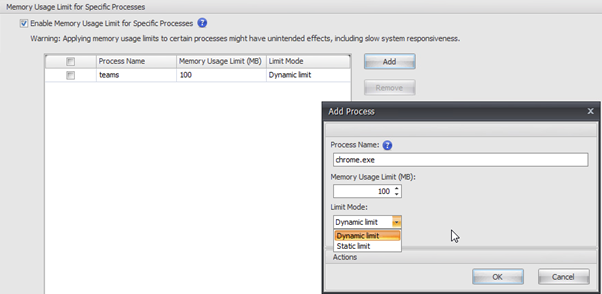 Memory Usage Limit for Specific Processes
Enable Memory Usage Limit for Specific Processes ?
Warning: Applying memory usage limits to certain processes might have unintended effects, including slow system responsiveness.
Process Name Memory Usage Limit (MB) Limit Mode
teams 100 Dynamic limit
Add
Remove
Add Process X
Process Name: ?
chrome.exe
Memory Usage Limit (MB):
100
Limit Mode:
Dynamic limit
Dynamic limit
Static limit
Actions
OK Cancel